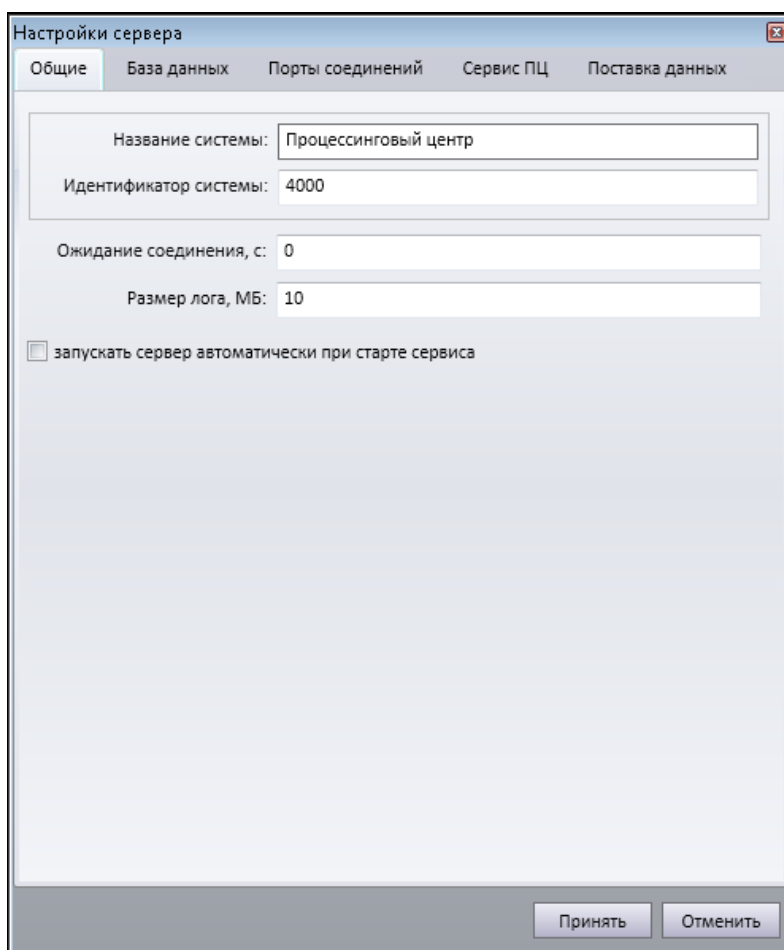 Настройки сервера
Общие База данных Порты соединений Сервис ПЦ Поставка данных
Название системы: Процессинговый центр
Идентификатор системы: 4000
Ожидание соединения, с: 0
Размер лога, МБ: 10
запускать сервер автоматически при старте сервиса
Принять Отменить